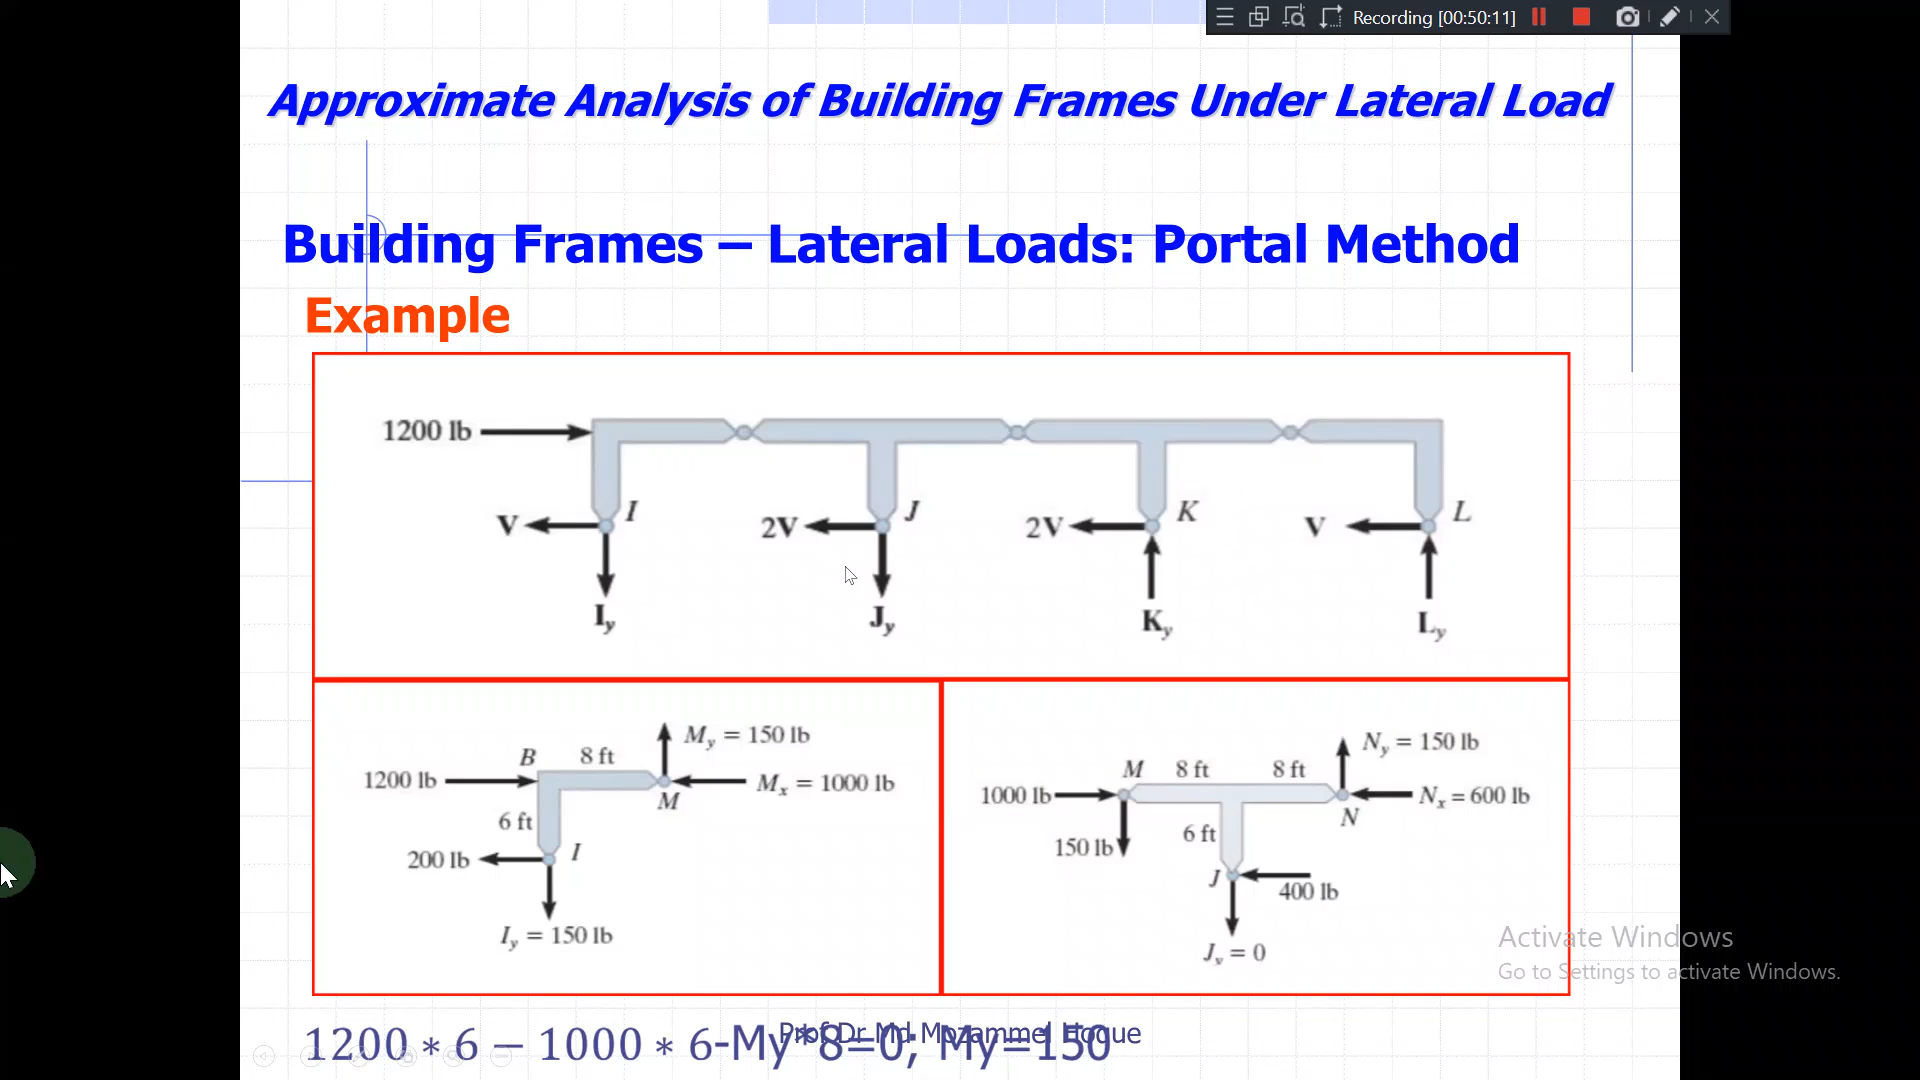 Recording [00:50:11]
Approximate Analysis of Building Frames Under Lateral Load
Building Frames – Lateral Loads: Portal Method
Example
1200 lb
V I 2V J 2V K V L
I_y J_y K_y L_y
M_y = 150 lb
B 8 ft
1200 lb
M_x = 1000 lb
M
6 ft
200 lb I
I_y = 150 lb
N_y = 150 lb
M 8 ft 8 ft
1000 lb N_x = 600 lb
N
150 lb 6 ft
J 400 lb
J_y = 0
Activate Windows
Go to Settings to activate Windows.
Prof. Dr. Md Mozammel Hoque
1200 ∗ 6 − 1000 ∗ 6-My*8=0; My=150